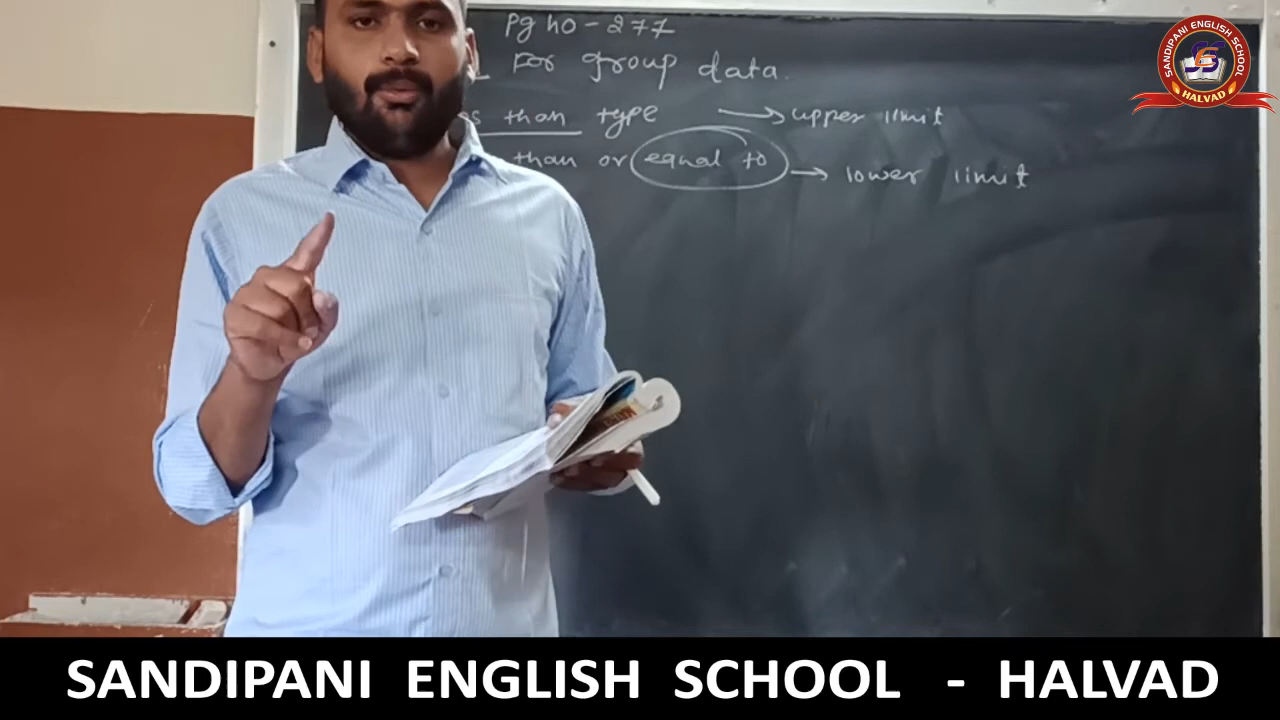 Pg no - 277
For group data.
than type → upper limit
than or equal to → lower limit
SANDIPANI ENGLISH SCHOOL
SES
HALVAD
SANDIPANI ENGLISH SCHOOL - HALVAD